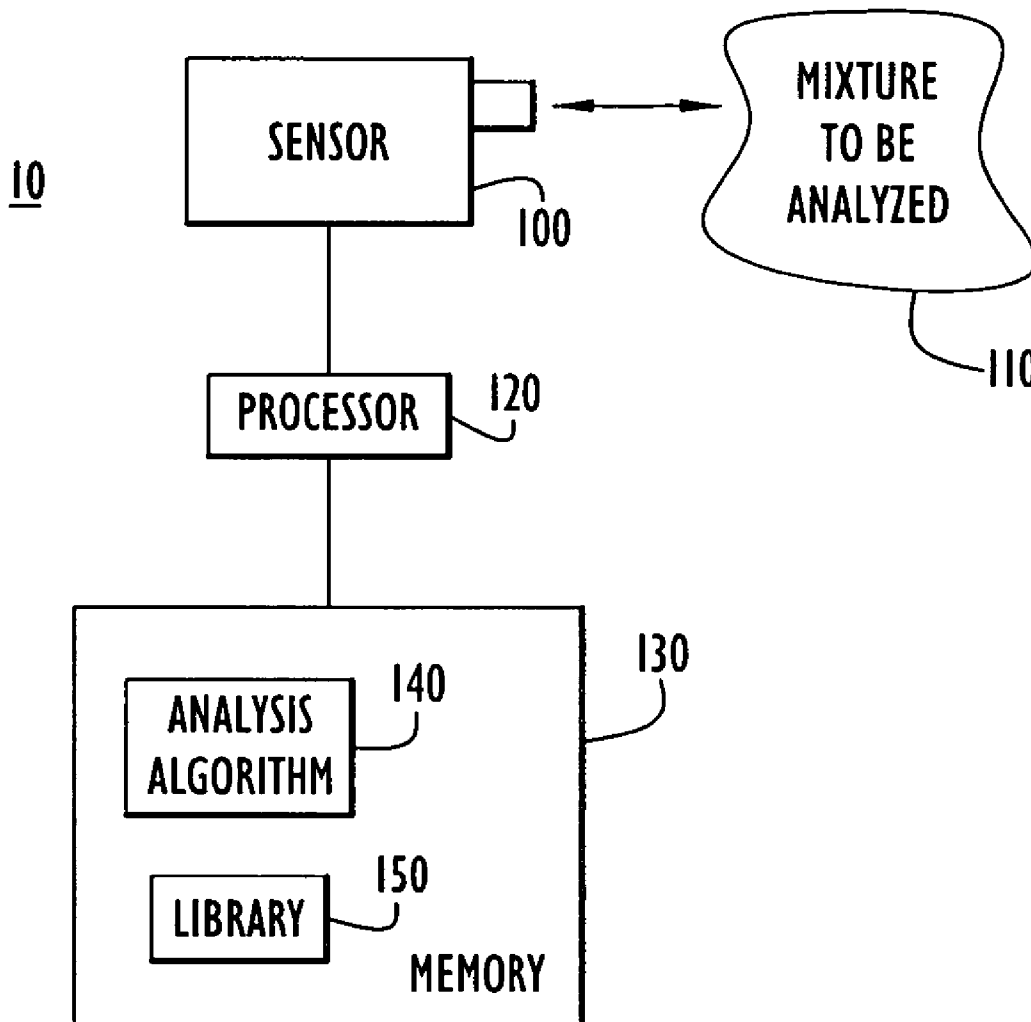 MIXTURE
TO BE
ANALYZED
SENSOR
10
100
110
PROCESSOR
120
130
140
ANALYSIS
ALGORITHM
150
LIBRARY
MEMORY